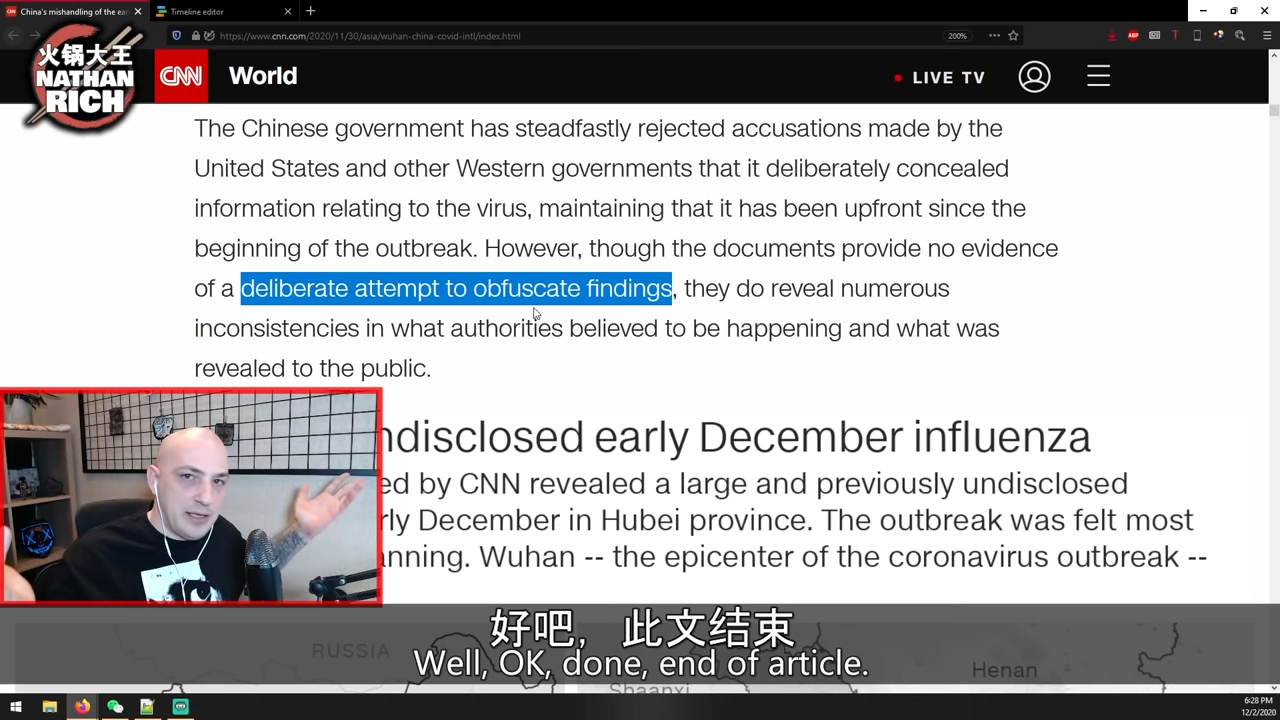 China's mishandling of the ear
Timeline editor
https://www.cnn.com/2020/11/30/asia/wuhan-china-covid-intl/index.html
200%
ABP
火锅大王
NATHAN
RICH
CNN
World
LIVE TV
The Chinese government has steadfastly rejected accusations made by the
United States and other Western governments that it deliberately concealed
information relating to the virus, maintaining that it has been upfront since the
beginning of the outbreak. However, though the documents provide no evidence
of a deliberate attempt to obfuscate findings, they do reveal numerous
inconsistencies in what authorities believed to be happening and what was
revealed to the public.
ndisclosed early December influenza
ed by CNN revealed a large and previously undisclosed
rly December in Hubei province. The outbreak was felt most
anning. Wuhan -- the epicenter of the coronavirus outbreak --
好吧，此文结束
RUSSIA
Well, OK, done, end of article.
Henan
Shaanxi
6:28 PM
12/2/2020